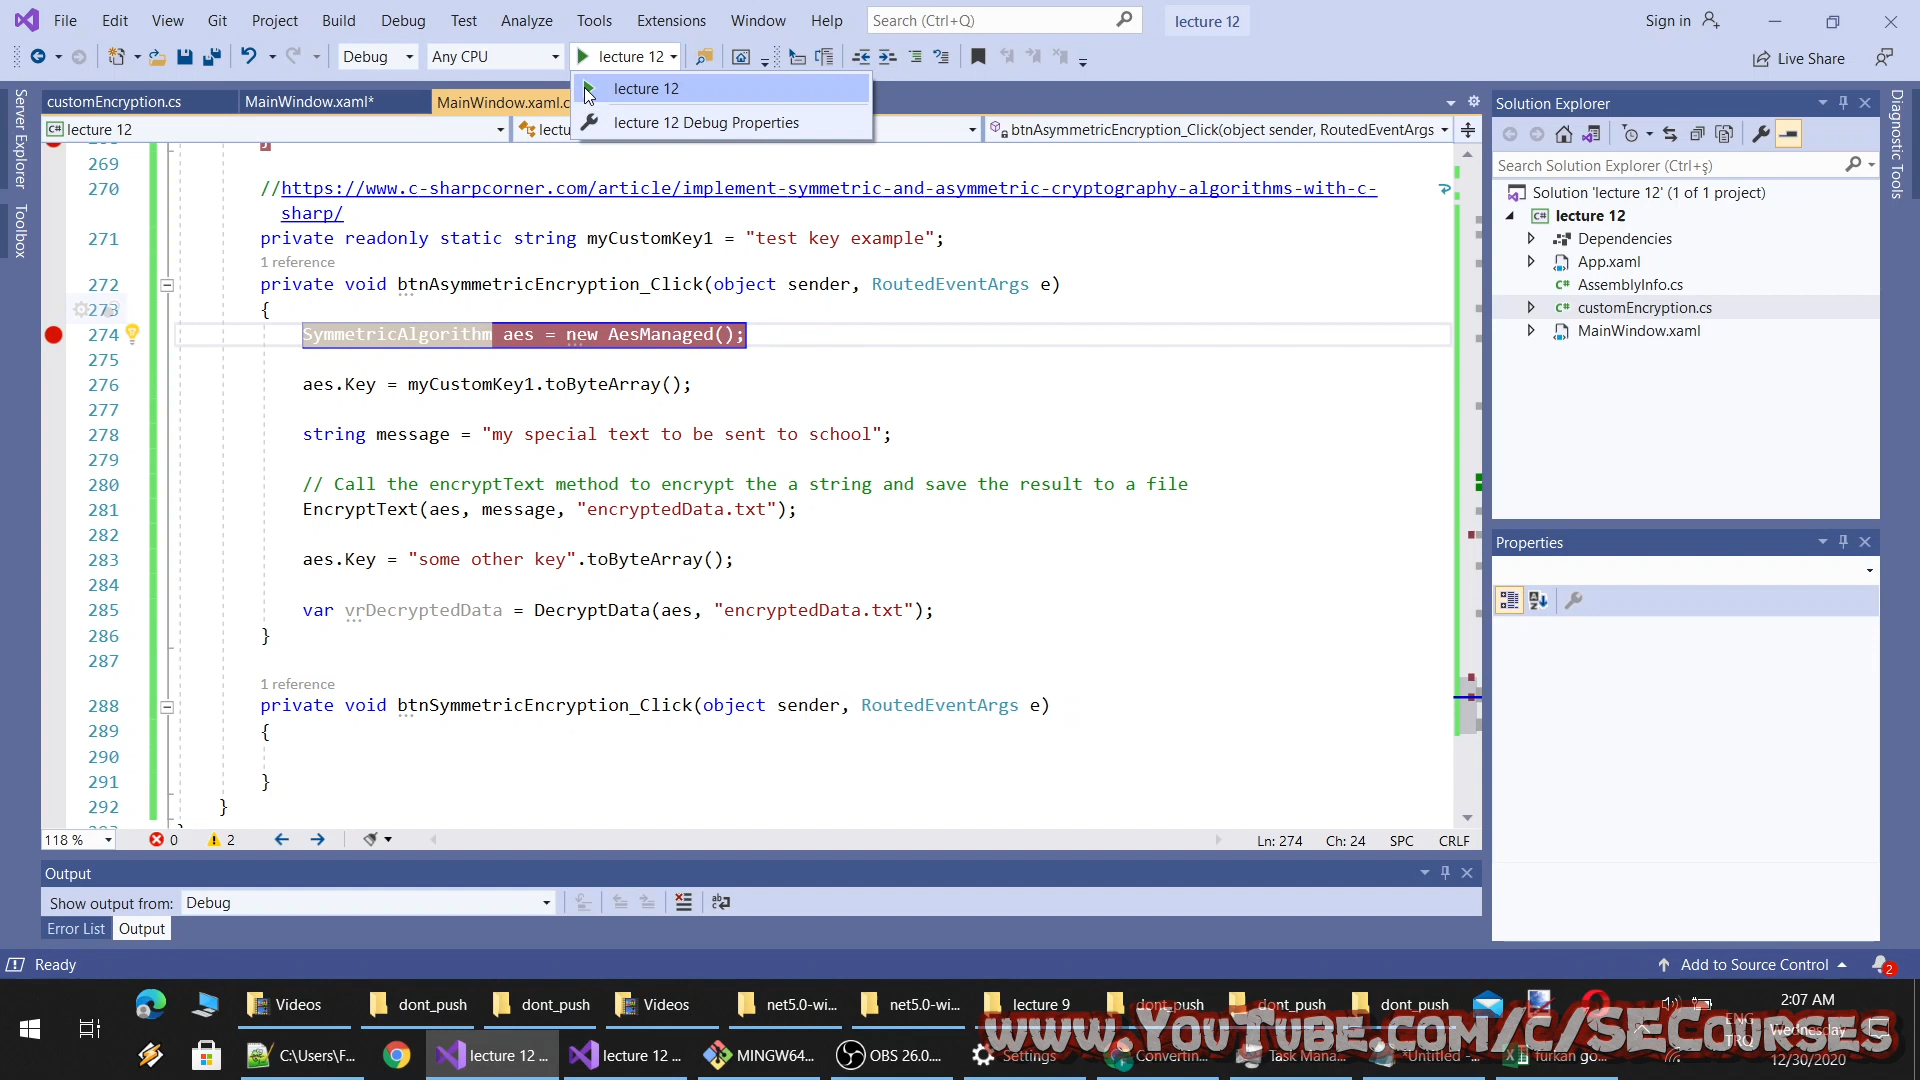 File Edit View Git Project Build Debug Test Analyze Tools Extensions Window Help Search (Ctrl+Q) lecture 12 Sign in
Debug Any CPU lecture 12 Live Share
lecture 12
lecture 12 Debug Properties
customEncryption.cs MainWindow.xaml* MainWindow.xaml.c
lecture 12 lectu btnAsymmetricEncryption_Click(object sender, RoutedEventArgs
Server Explorer
Toolbox
269
270 //https://www.c-sharpcorner.com/article/implement-symmetric-and-asymmetric-cryptography-algorithms-with-c-
sharp/
271 private readonly static string myCustomKey1 = "test key example";
1 reference
272 private void btnAsymmetricEncryption_Click(object sender, RoutedEventArgs e)
273 {
274 SymmetricAlgorithm aes = new AesManaged();
275
276 aes.Key = myCustomKey1.toByteArray();
277
278 string message = "my special text to be sent to school";
279
280 // Call the encryptText method to encrypt the a string and save the result to a file
281 EncryptText(aes, message, "encryptedData.txt");
282
283 aes.Key = "some other key".toByteArray();
284
285 var vrDecryptedData = DecryptData(aes, "encryptedData.txt");
286 }
287
1 reference
288 private void btnSymmetricEncryption_Click(object sender, RoutedEventArgs e)
289 {
290
291 }
292 }
118 % 0 2 Ln: 274 Ch: 24 SPC CRLF
Output
Show output from: Debug
Error List Output
Solution Explorer
Search Solution Explorer (Ctrl+ş)
Solution 'lecture 12' (1 of 1 project)
lecture 12
Dependencies
App.xaml
AssemblyInfo.cs
customEncryption.cs
MainWindow.xaml
Properties
Diagnostic Tools
Ready Add to Source Control 2
Videos dont_push dont_push Videos net5.0-wi... net5.0-wi... lecture 9 dont_push dont_push dont_push 2:07 AM
www.YouTube.com/c/SECourses
ENG Wednesday
C:\Users\F... lecture 12 ... lecture 12 ... MINGW64... OBS 26.0.... Settings Convertin... Task Mana... *Untitled -... furkan go... TRQ 12/30/2020